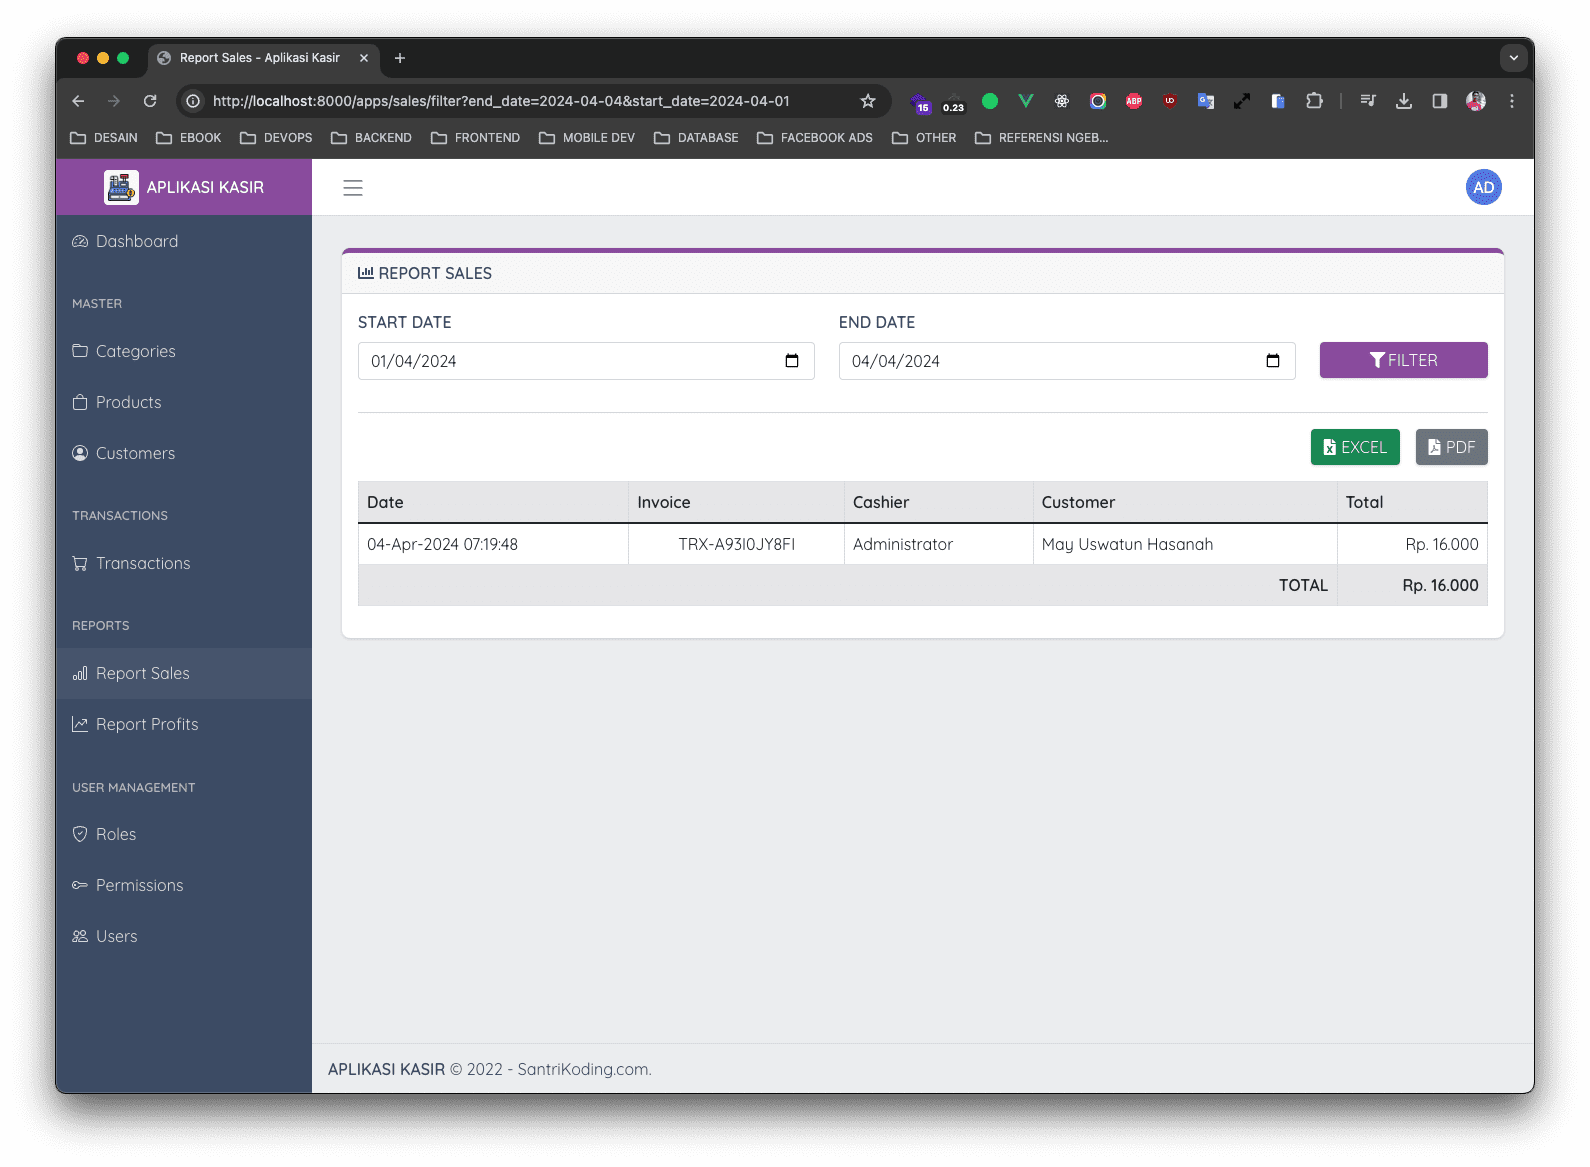 Report Sales - Aplikasi Kasir
http://localhost:8000/apps/sales/filter?end_date=2024-04-04&start_date=2024-04-01
15
0.23
ABP
UD
DESAIN
EBOOK
DEVOPS
BACKEND
FRONTEND
MOBILE DEV
DATABASE
FACEBOOK ADS
OTHER
REFERENSI NGEB...
APLIKASI KASIR
AD
Dashboard
MASTER
Categories
Products
Customers
TRANSACTIONS
Transactions
REPORTS
Report Sales
Report Profits
USER MANAGEMENT
Roles
Permissions
Users
REPORT SALES
START DATE
01/04/2024
END DATE
04/04/2024
FILTER
EXCEL
PDF
Date Invoice Cashier Customer Total
04-Apr-2024 07:19:48 TRX-A93I0JY8FI Administrator May Uswatun Hasanah Rp. 16.000
TOTAL Rp. 16.000
APLIKASI KASIR © 2022 - SantriKoding.com.